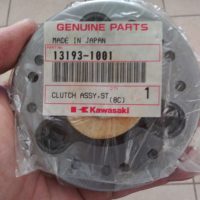 GENUINE PARTS
MADE IN JAPAN
13193-1001
CLUTCH ASSY,ST
(8C)
1
Kawasaki